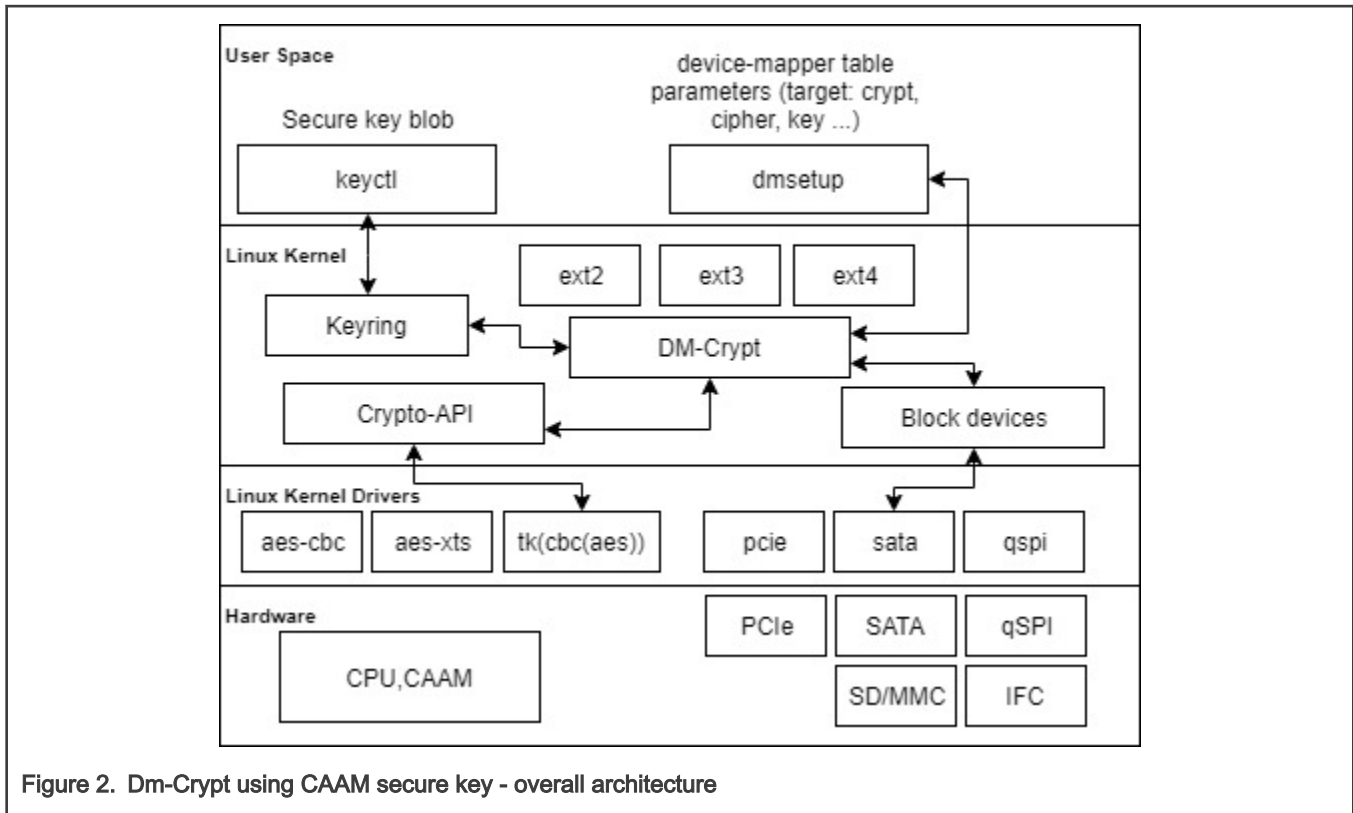 User Space
device-mapper table
parameters (target: crypt,
cipher, key ...)
Secure key blob
keyctl
dmsetup
Linux Kernel
ext2
ext3
ext4
Keyring
DM-Crypt
Crypto-API
Block devices
Linux Kernel Drivers
aes-cbc
aes-xts
tk(cbc(aes))
pcie
sata
qspi
Hardware
PCIe
SATA
qSPI
CPU,CAAM
SD/MMC
IFC
Figure 2. Dm-Crypt using CAAM secure key - overall architecture